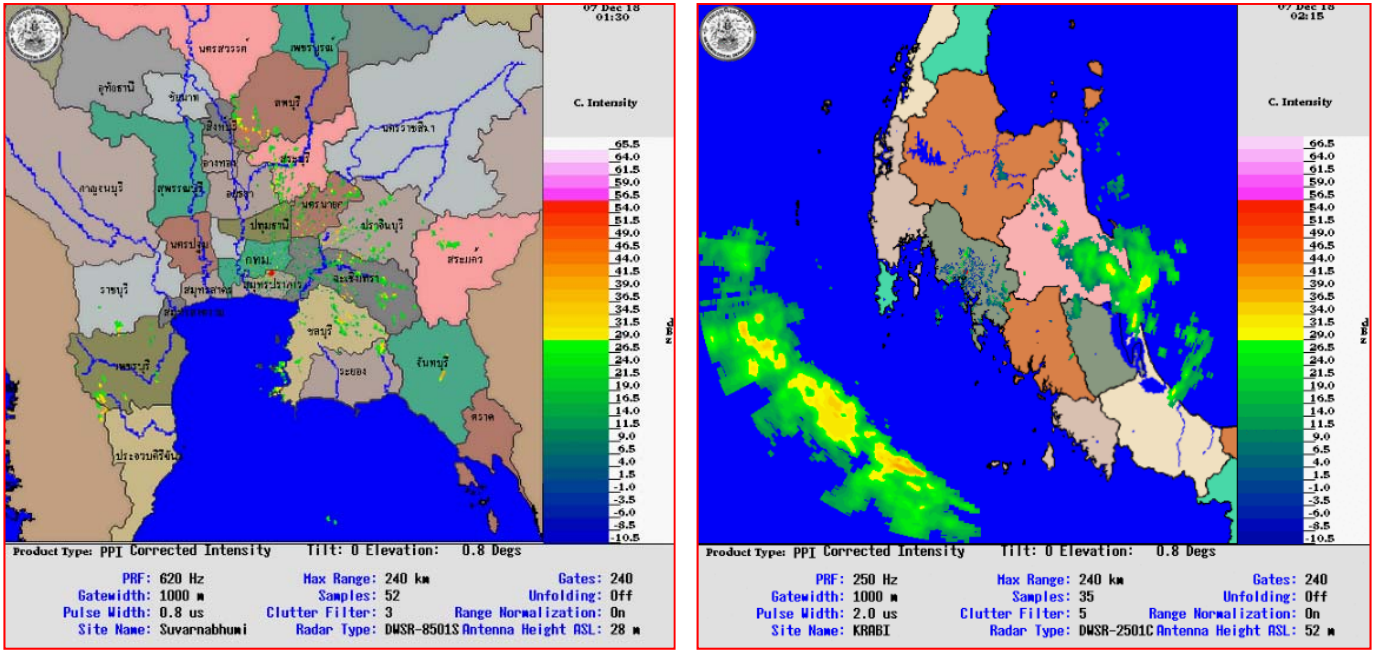 07 Dec 18
01:30
C. Intensity
65.5
64.0
61.5
59.0
56.5
54.0
51.5
49.0
46.5
44.0
41.5
39.0
36.5
34.0
31.5
29.0
26.5
24.0
21.5
19.0
16.5
14.0
11.5
9.0
6.5
4.0
1.5
-1.0
-3.5
-6.0
-8.5
-10.5
นครสวรรค์
เพชรบูรณ์
อุทัยธานี
ชัยนาท
ลพบุรี
สิงห์บุรี
นครราชสีมา
อ่างทอง
สระบุรี
กาญจนบุรี
สุพรรณบุรี
อยุธยา
นครนายก
ปทุมธานี
ปราจีนบุรี
นครปฐม
กทม.
สระแก้ว
ราชบุรี
สมุทรสาคร
สมุทรปราการ
ฉะเชิงเทรา
สมุทรสงคราม
ชลบุรี
เพชรบุรี
ระยอง
จันทบุรี
ตราด
ประจวบคีรีขันธ์
Product Type: PPI Corrected Intensity Tilt: 0 Elevation: 0.8 Degs
PRF: 620 Hz Max Range: 240 km Gates: 240
Gatewidth: 1000 m Samples: 52 Unfolding: Off
Pulse Width: 0.8 us Clutter Filter: 3 Range Normalization: On
Site Name: Suvarnabhumi Radar Type: DWSR-8501S Antenna Height ASL: 28 m
07 Dec 18
02:15
C. Intensity
66.5
64.0
61.5
59.0
56.5
54.0
51.5
49.0
46.5
44.0
41.5
39.0
36.5
34.0
31.5
29.0
26.5
24.0
21.5
19.0
16.5
14.0
11.5
9.0
6.5
4.0
1.5
-1.0
-3.5
-6.0
-8.5
-10.5
Product Type: PPI Corrected Intensity Tilt: 0 Elevation: 0.8 Degs
PRF: 250 Hz Max Range: 240 km Gates: 240
Gatewidth: 1000 m Samples: 35 Unfolding: Off
Pulse Width: 2.0 us Clutter Filter: 5 Range Normalization: On
Site Name: KRABI Radar Type: DWSR-2501C Antenna Height ASL: 52 m